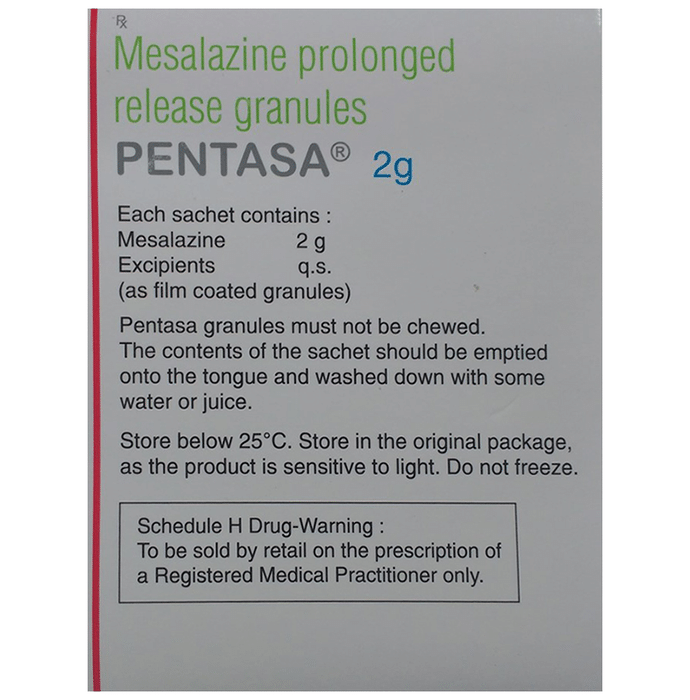 Rx
Mesalazine prolonged
release granules
PENTASA® 2g
Each sachet contains :
Mesalazine 2 g
Excipients q.s.
(as film coated granules)
Pentasa granules must not be chewed.
The contents of the sachet should be emptied
onto the tongue and washed down with some
water or juice.
Store below 25°C. Store in the original package,
as the product is sensitive to light. Do not freeze.
Schedule H Drug-Warning :
To be sold by retail on the prescription of
a Registered Medical Practitioner only.